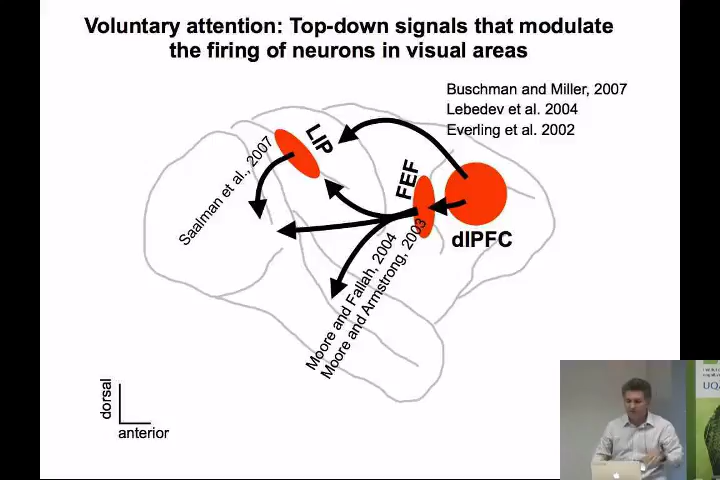 Voluntary attention: Top-down signals that modulate
the firing of neurons in visual areas
Buschman and Miller, 2007
Lebedev et al. 2004
Everling et al. 2002
LIP
Saalman et al., 2007
FEF
dlPFC
Moore and Fallah, 2004
Moore and Armstrong, 2003
dorsal
anterior